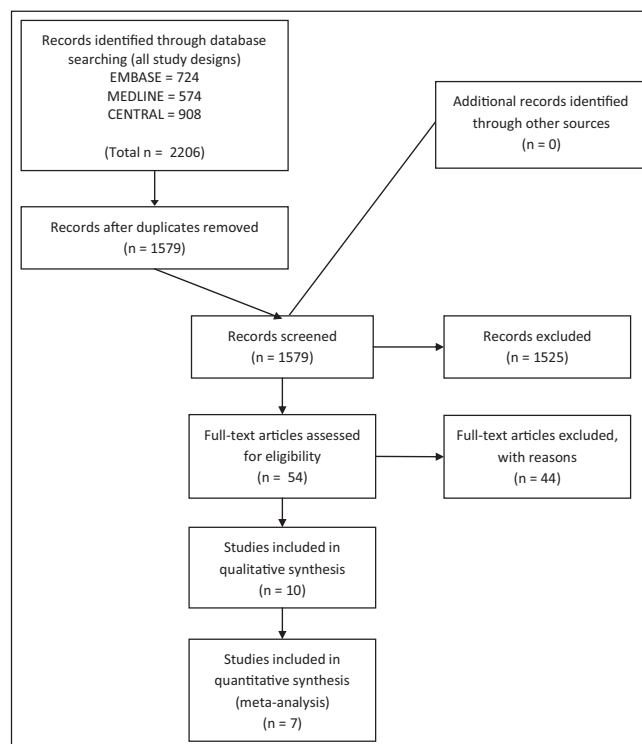 Records identified through database
searching (all study designs)
EMBASE = 724
MEDLINE = 574
CENTRAL = 908
(Total n = 2206)
Additional records identified
through other sources
(n = 0)
Records after duplicates removed
(n = 1579)
Records screened
(n = 1579)
Records excluded
(n = 1525)
Full-text articles assessed
for eligibility
(n = 54)
Full-text articles excluded,
with reasons
(n = 44)
Studies included in
qualitative synthesis
(n = 10)
Studies included in
quantitative synthesis
(meta-analysis)
(n = 7)